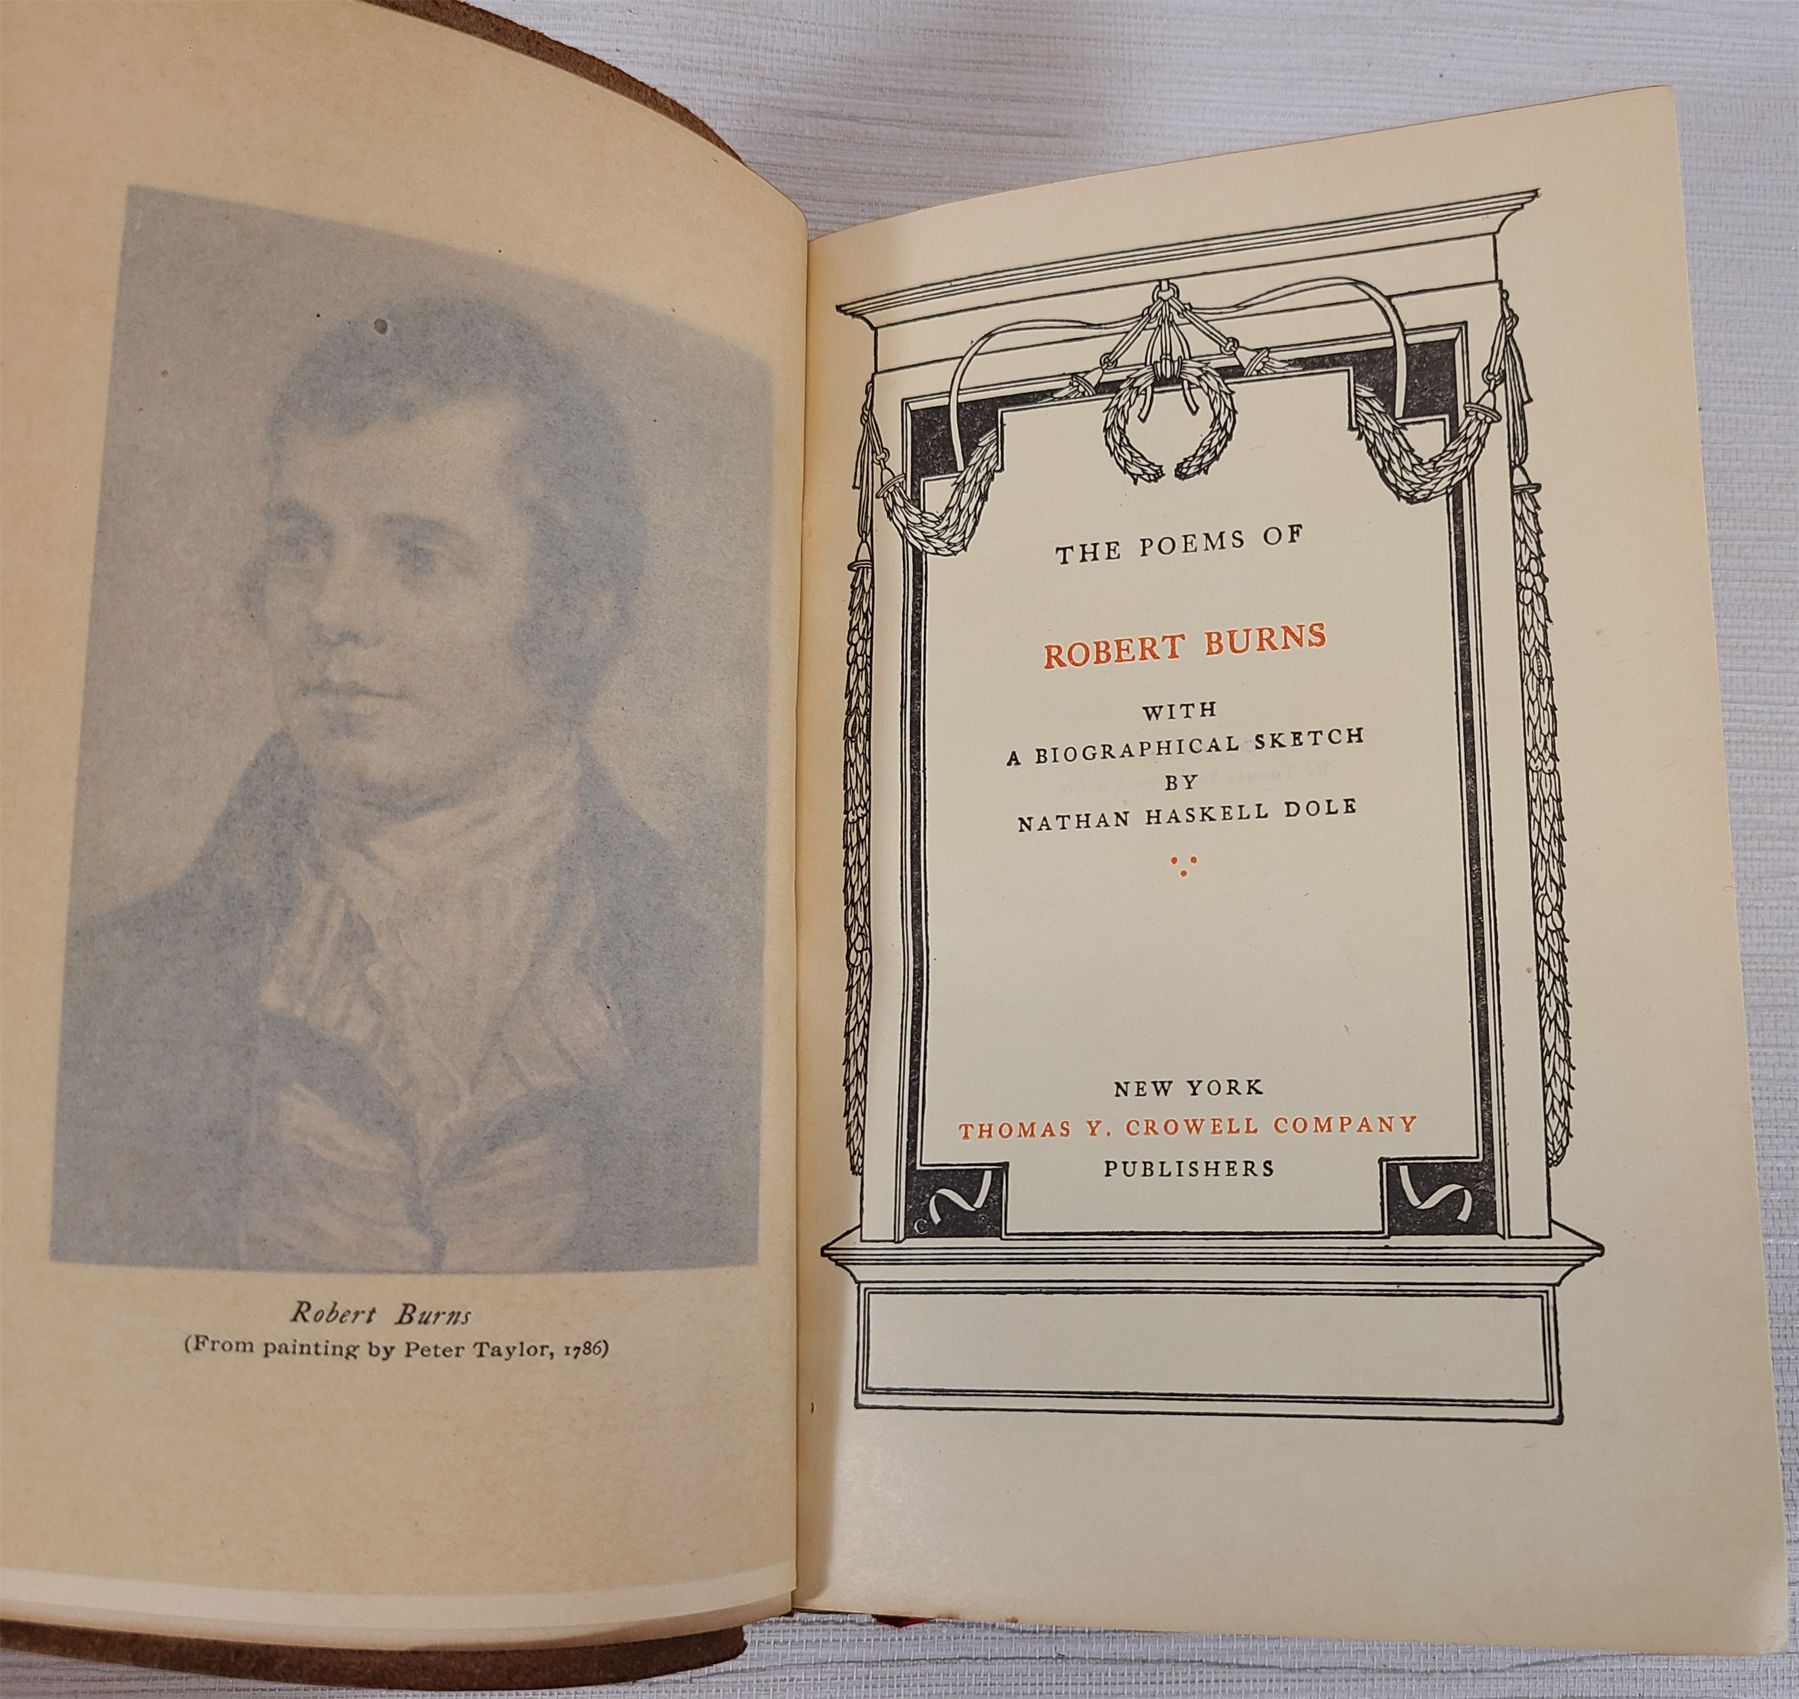 Robert Burns
(From painting by Peter Taylor, 1786)
THE POEMS OF
ROBERT BURNS
WITH
A BIOGRAPHICAL SKETCH
BY
NATHAN HASKELL DOLE
NEW YORK
THOMAS Y. CROWELL COMPANY
PUBLISHERS
C